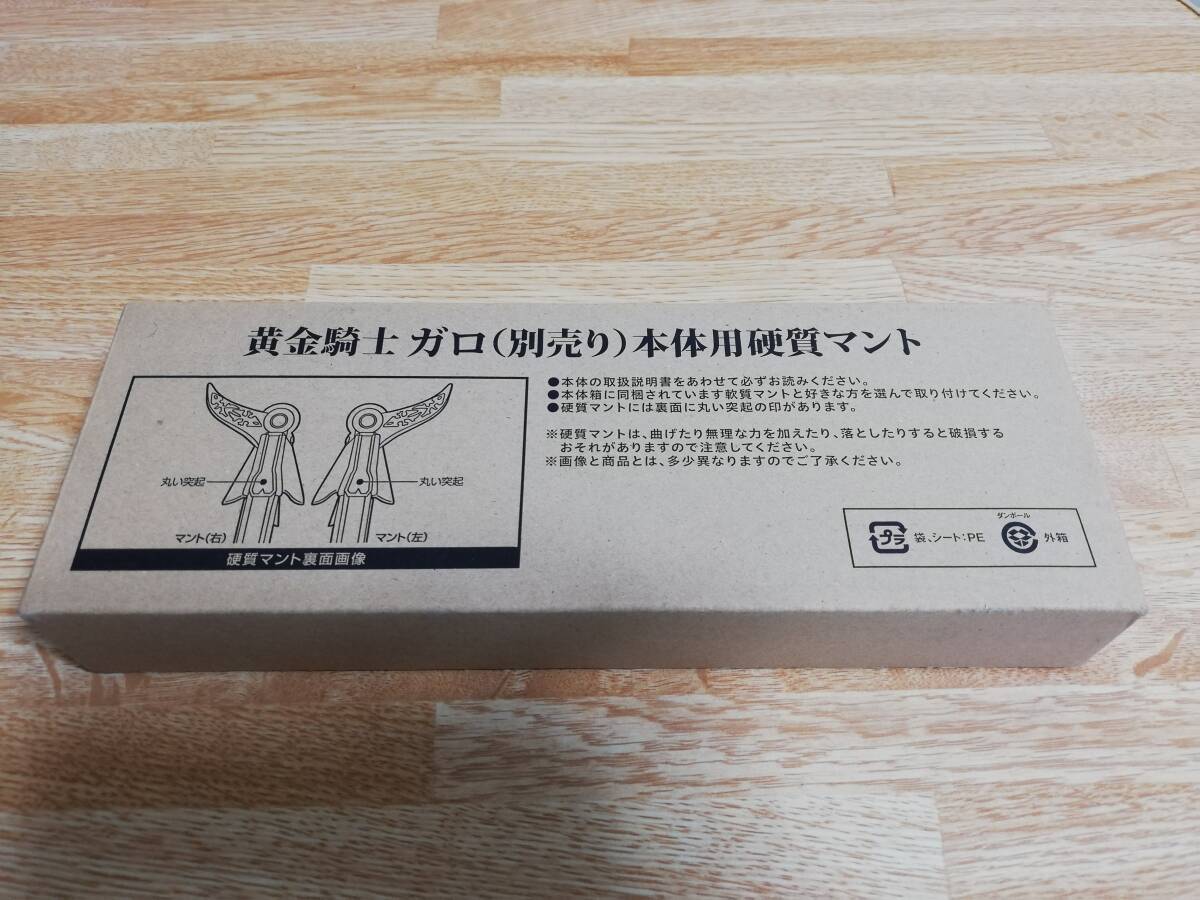 黄金騎士 ガロ(別売り)本体用硬質マント
●本体の取扱説明書をあわせて必ずお読みください。
●本体箱に同梱されています軟質マントと好きな方を選んで取り付けてください。
●硬質マントには裏面に丸い突起の印があります。
※硬質マントは、曲げたり無理な力を加えたり、落としたりすると破損する
おそれがありますので注意してください。
※画像と商品とは、多少異なりますのでご了承ください。
丸い突起
丸い突起
マント(右)
マント(左)
硬質マント裏面画像
プラ
袋、シート:PE
ダンボール
外箱